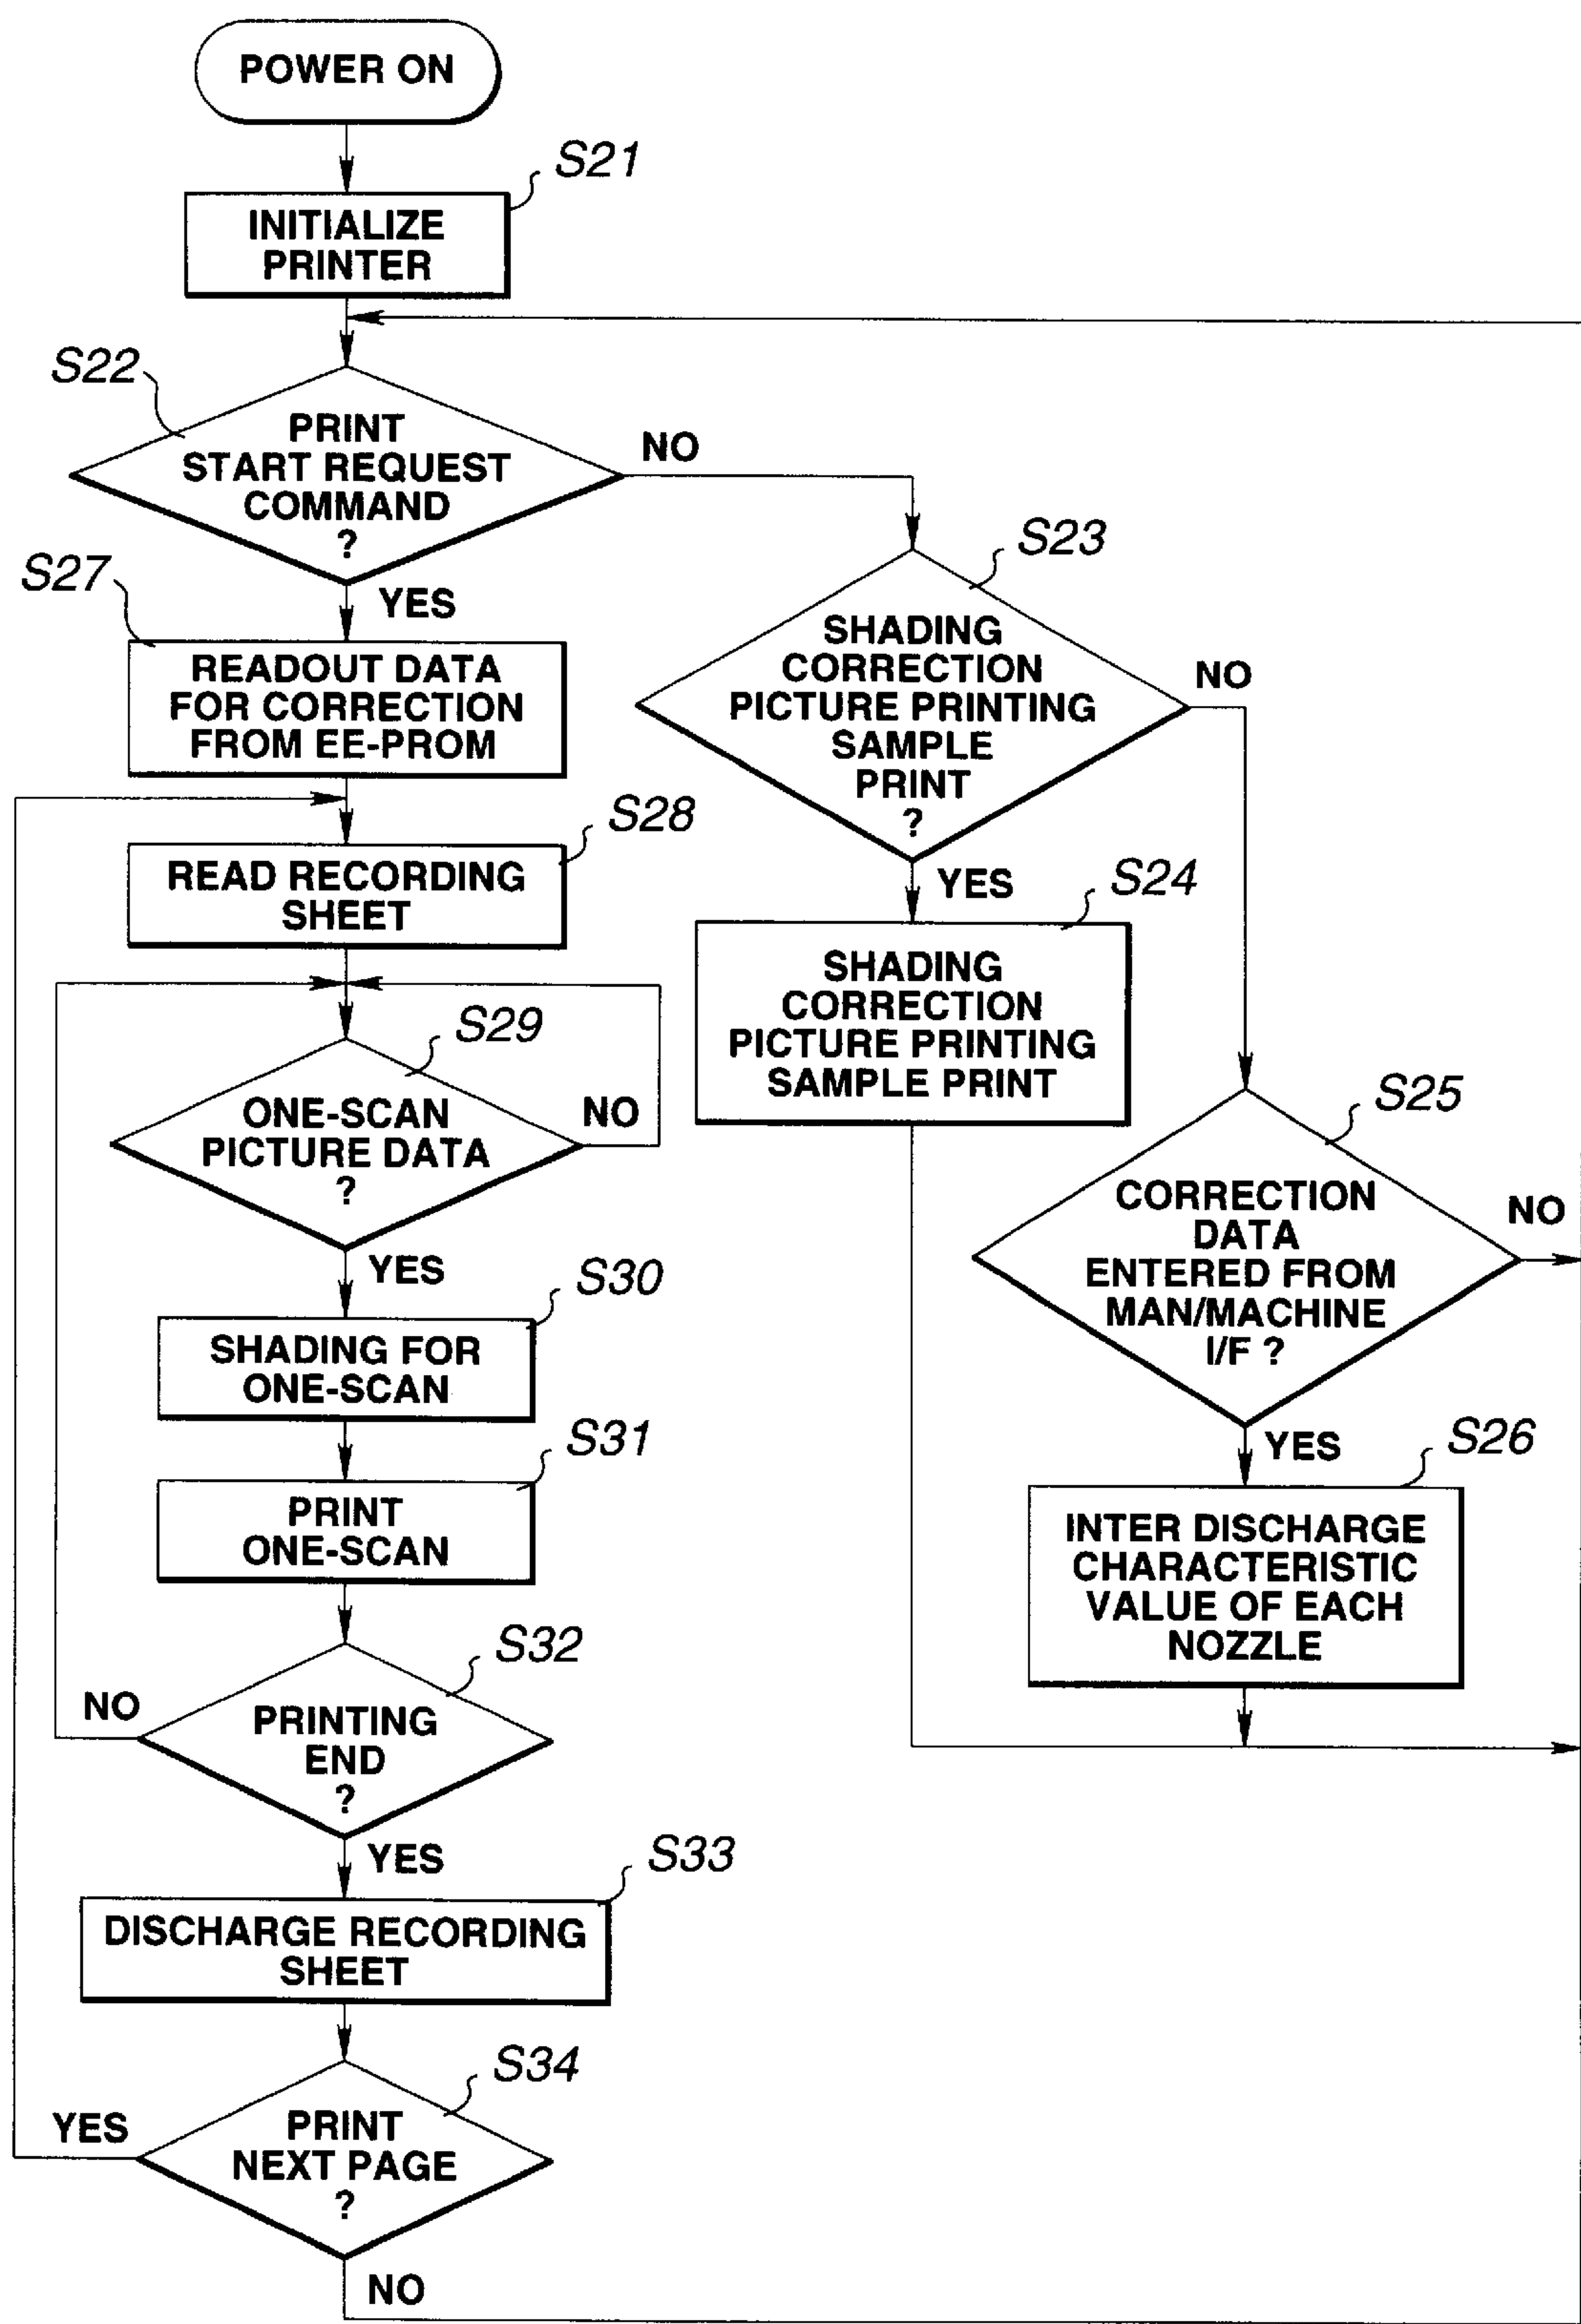 POWER ON
S21
INITIALIZE
PRINTER
S22
PRINT
START REQUEST
COMMAND
?
NO
YES
S23
SHADING
CORRECTION
PICTURE PRINTING
SAMPLE
PRINT
?
NO
YES
S24
SHADING
CORRECTION
PICTURE PRINTING
SAMPLE PRINT
S25
CORRECTION
DATA
ENTERED FROM
MAN/MACHINE
I/F ?
NO
YES
S26
INTER DISCHARGE
CHARACTERISTIC
VALUE OF EACH
NOZZLE
S27
READOUT DATA
FOR CORRECTION
FROM EE-PROM
S28
READ RECORDING
SHEET
S29
ONE-SCAN
PICTURE DATA
?
NO
YES
S30
SHADING FOR
ONE-SCAN
S31
PRINT
ONE-SCAN
S32
PRINTING
END
?
NO
YES
S33
DISCHARGE RECORDING
SHEET
S34
PRINT
NEXT PAGE
?
YES
NO